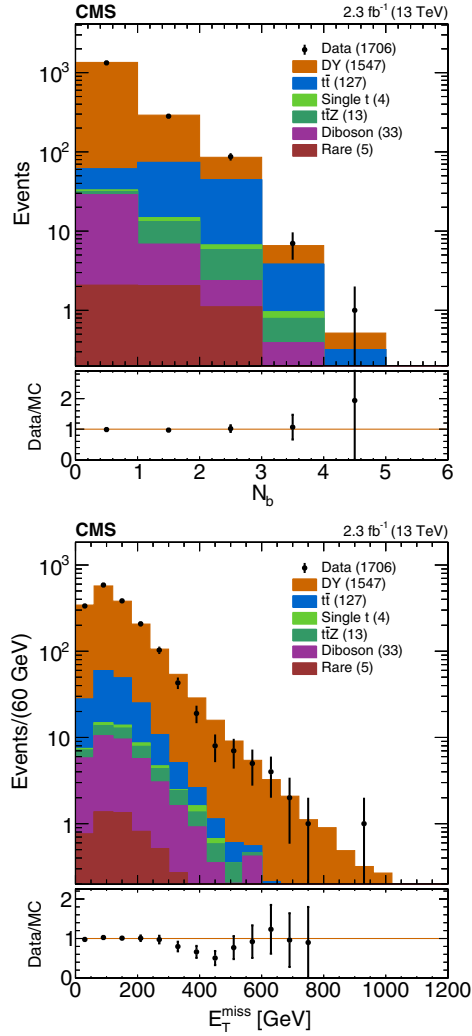 CMS 2.3 fb⁻¹ (13 TeV)
Data (1706)
DY (1547)
tt̄ (127)
Single t (4)
tt̄Z (13)
Diboson (33)
Rare (5)
Events
10³
10²
10
1
Data/MC
2
1
0
0 1 2 3 4 5 6
N_b
CMS 2.3 fb⁻¹ (13 TeV)
Data (1706)
DY (1547)
tt̄ (127)
Single t (4)
tt̄Z (13)
Diboson (33)
Rare (5)
Events/(60 GeV)
10³
10²
10
1
Data/MC
2
1
0
0 200 400 600 800 1000 1200
E_T^miss [GeV]